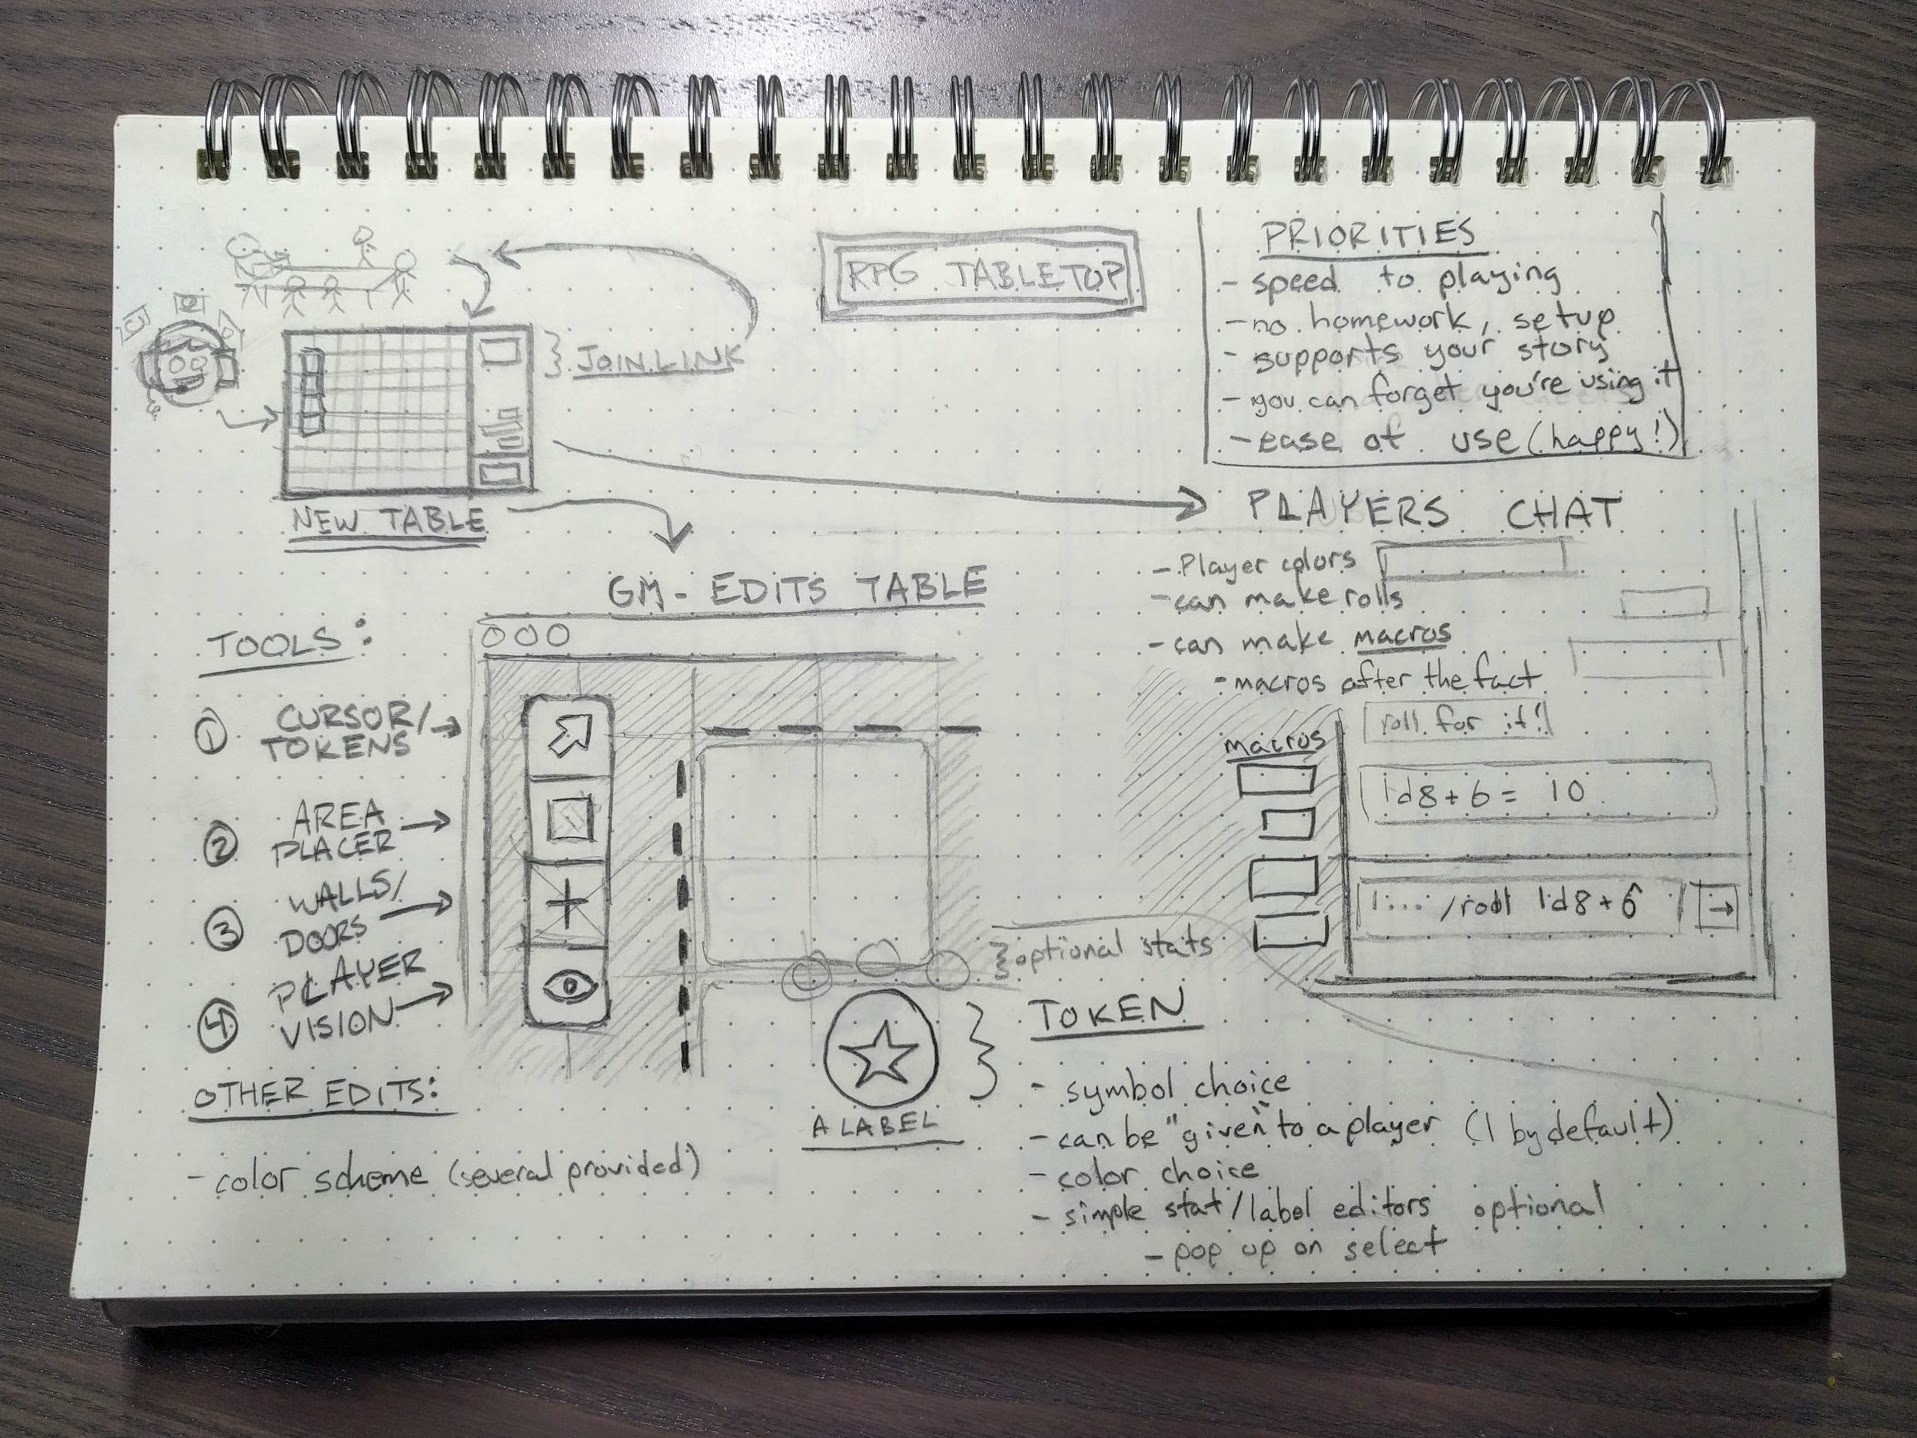 RPG TABLETOP
PRIORITIES
- speed to playing
- no homework, setup
- supports your story
- you can forget you're using it
- ease of use (happy!)
JOIN LINK
NEW TABLE
PLAYERS CHAT
- Player colors
- can make rolls
- can make macros
- macros after the fact
roll for it!
macros
1d8+6= 10
/roll 1d8+6
GM- EDITS TABLE
TOOLS:
1 CURSOR/
TOKENS
2 AREA
PLACER
3 WALLS/
DOORS
4 PLAYER
VISION
OTHER EDITS:
- color scheme (several provided)
optional stats
TOKEN
A LABEL
- symbol choice
- can be "given" to a player (1 by default)
- color choice
- simple stat/label editors optional
- pop up on select